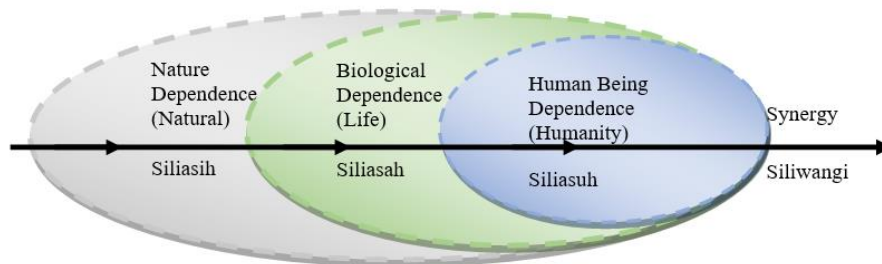 Nature
Dependence
(Natural)
Siliasih
Biological
Dependence
(Life)
Siliasah
Human Being
Dependence
(Humanity)
Siliasuh
Synergy
Siliwangi